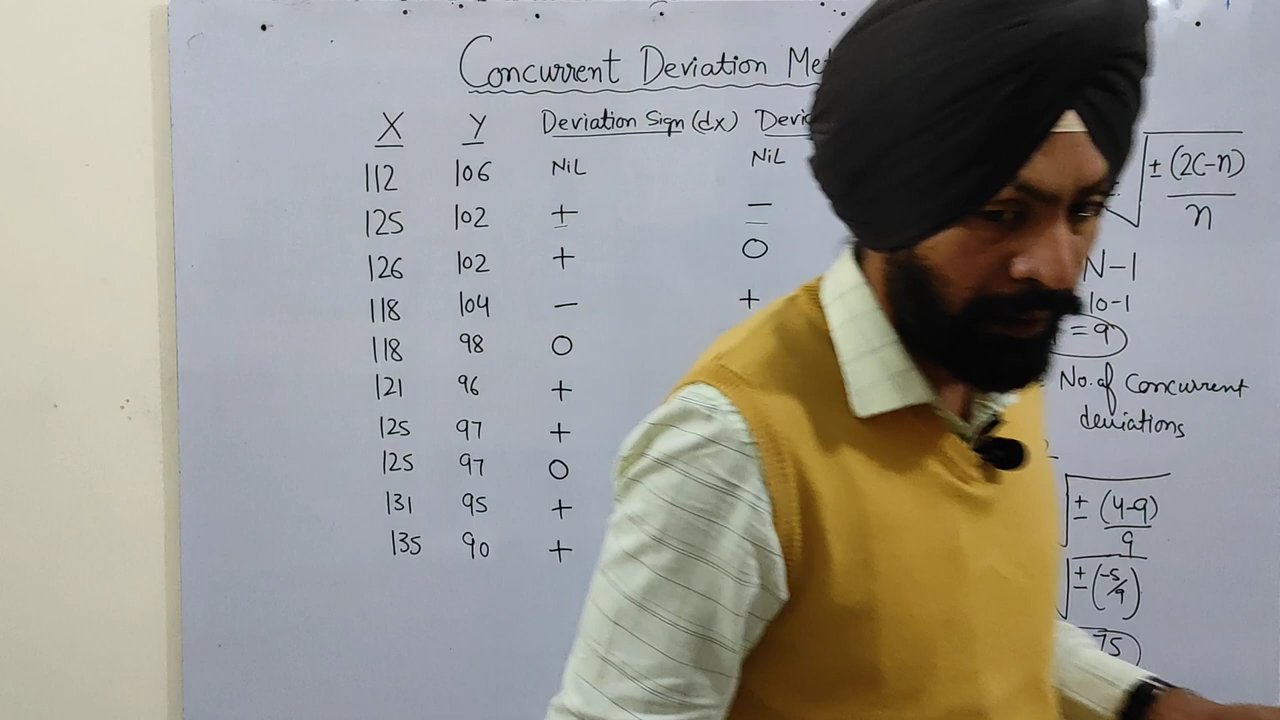 Concurrent Deviation
X Y Deviation Sign (dx)
112 106 NiL NiL
125 102 + −
126 102 + 0
118 104 − +
118 98 0
121 96 +
125 97 +
125 97 0
131 95 +
135 90 +
± (2C-n)
n
N-1
10-1
=9
No. of Concurrent
deviations
± (4-9)
9
± (-5/9)
75